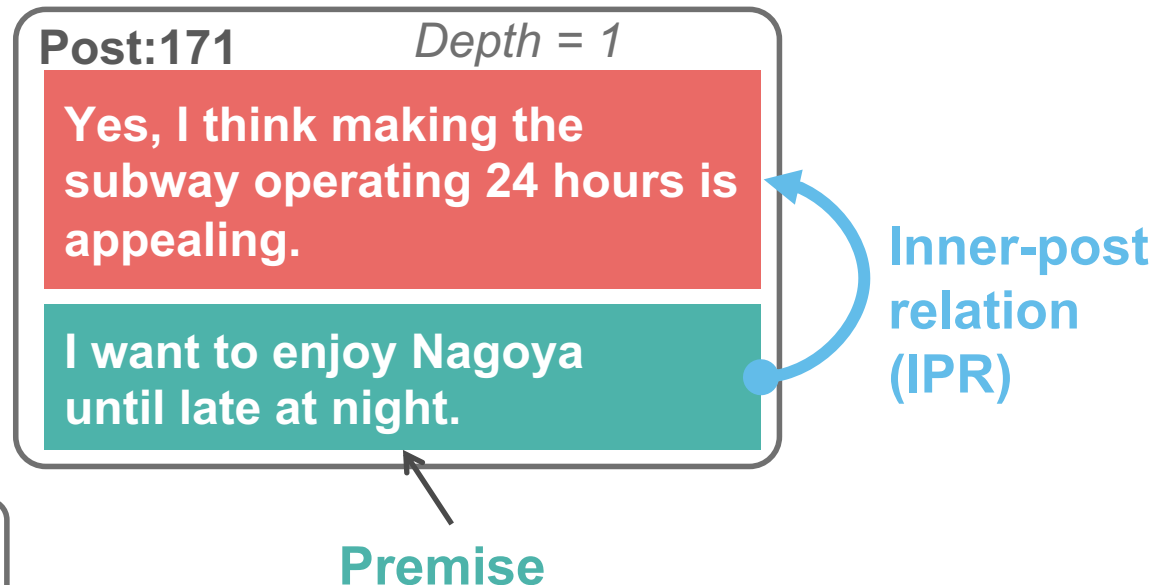 Post:171 Depth = 1
Yes, I think making the
subway operating 24 hours is
appealing.
I want to enjoy Nagoya
until late at night.
Inner-post
relation
(IPR)
Premise